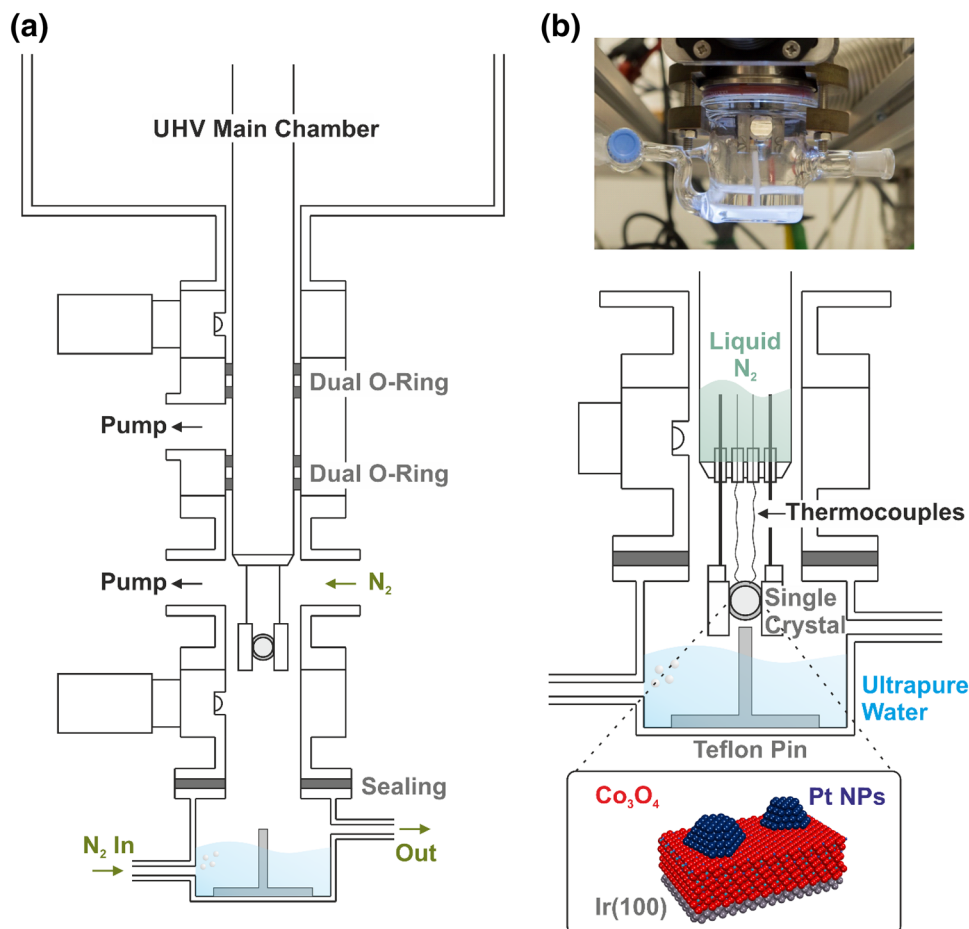 (a)
UHV Main Chamber
Dual O-Ring
Pump
Dual O-Ring
Pump
N₂
Sealing
N₂ In
Out
(b)
Liquid
N₂
Thermocouples
Single
Crystal
Ultrapure
Water
Teflon Pin
Co₃O₄
Pt NPs
Ir(100)